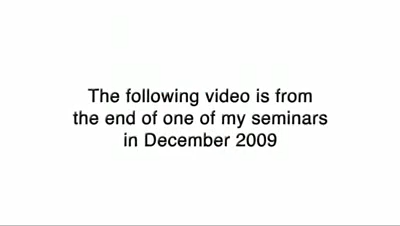 The following video is from
the end of one of my seminars
in December 2009